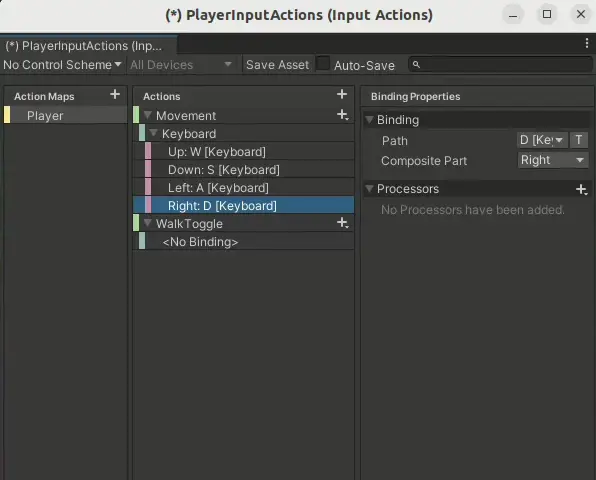 (*) PlayerInputActions (Input Actions)
(*) PlayerInputActions (Inp...
No Control Scheme All Devices Save Asset Auto-Save
Action Maps
Player
Actions
Movement
Keyboard
Up: W [Keyboard]
Down: S [Keyboard]
Left: A [Keyboard]
Right: D [Keyboard]
WalkToggle
<No Binding>
Binding Properties
Binding
Path D [Ke T
Composite Part Right
Processors
No Processors have been added.